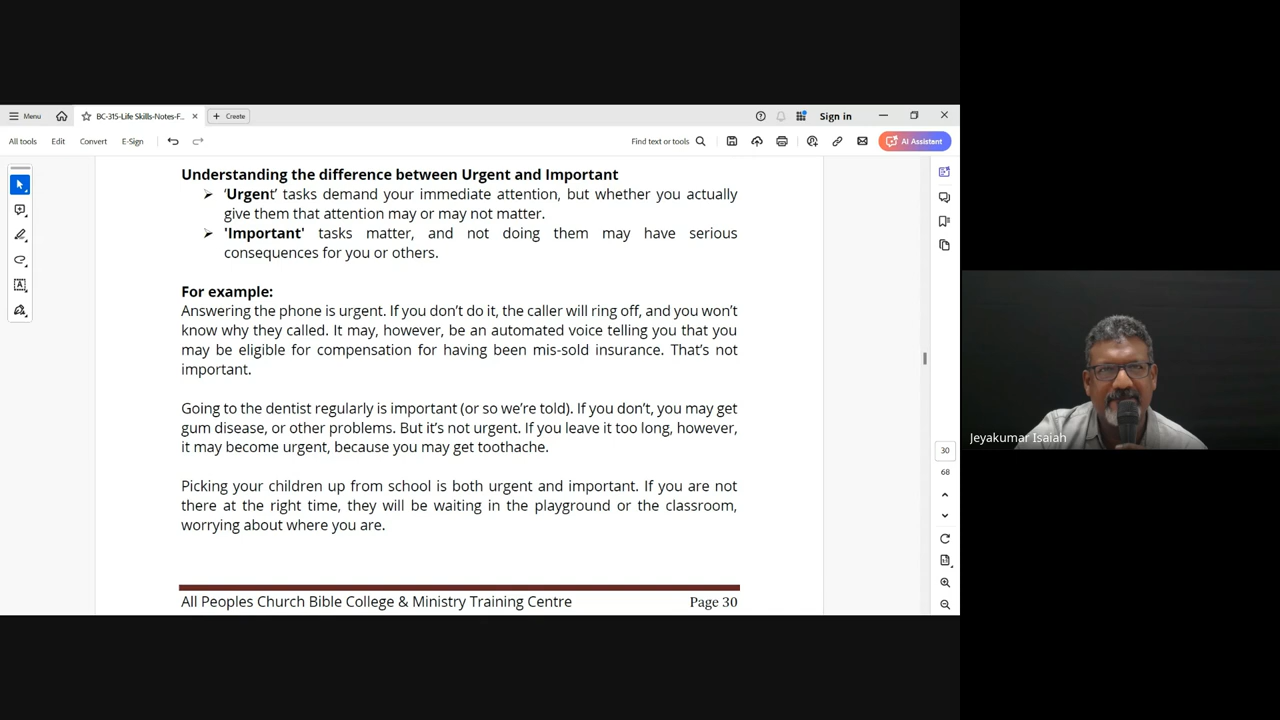 Menu
BC-315-Life Skills-Notes-F...
Create
Sign in
All tools
Edit
Convert
E-Sign
Find text or tools
AI Assistant
Understanding the difference between Urgent and Important
➢ ‘Urgent’ tasks demand your immediate attention, but whether you actually
give them that attention may or may not matter.
➢ 'Important' tasks matter, and not doing them may have serious
consequences for you or others.
For example:
Answering the phone is urgent. If you don’t do it, the caller will ring off, and you won’t
know why they called. It may, however, be an automated voice telling you that you
may be eligible for compensation for having been mis-sold insurance. That’s not
important.
Going to the dentist regularly is important (or so we’re told). If you don’t, you may get
gum disease, or other problems. But it’s not urgent. If you leave it too long, however,
it may become urgent, because you may get toothache.
Picking your children up from school is both urgent and important. If you are not
there at the right time, they will be waiting in the playground or the classroom,
worrying about where you are.
All Peoples Church Bible College & Ministry Training Centre Page 30
30
68
Jeyakumar Isaiah